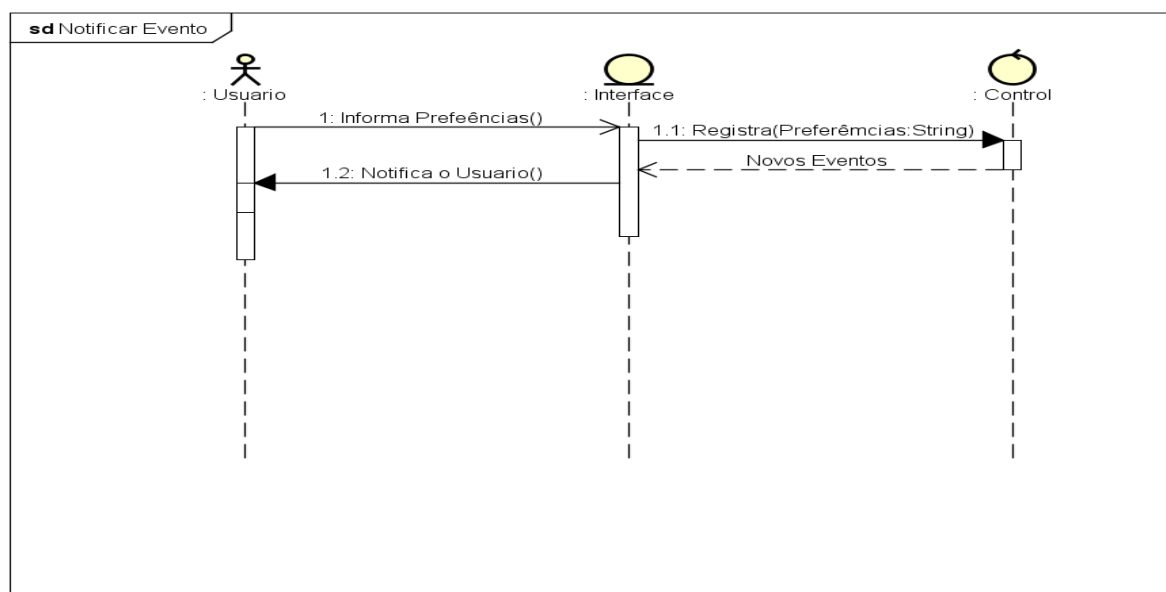 sd Notificar Evento
: Usuario
: Interface
: Control
1: Informa Prefeências()
1.1: Registra(Preferêmcias:String)
Novos Eventos
1.2: Notifica o Usuario()